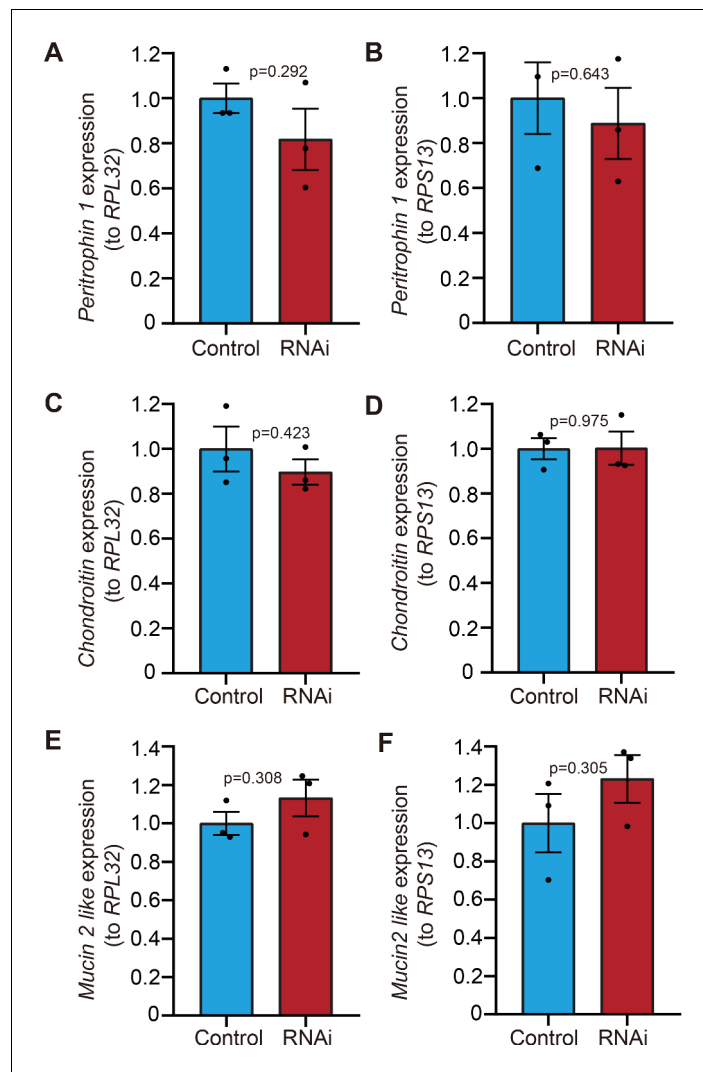 A
Peritrophin 1 expression
(to RPL32)
1.2
1.0
0.8
0.6
0.4
0.2
0
p=0.292
Control RNAi
B
Peritrophin 1 expression
(to RPS13)
1.2
1.0
0.8
0.6
0.4
0.2
0
p=0.643
Control RNAi
C
Chondroitin expression
(to RPL32)
1.2
1.0
0.8
0.6
0.4
0.2
0
p=0.423
Control RNAi
D
Chondroitin expression
(to RPS13)
1.2
1.0
0.8
0.6
0.4
0.2
0
p=0.975
Control RNAi
E
Mucin 2 like expression
(to RPL32)
1.4
1.2
1.0
0.8
0.6
0.4
0.2
0
p=0.308
Control RNAi
F
Mucin2 like expression
(to RPS13)
1.4
1.2
1.0
0.8
0.6
0.4
0.2
0
p=0.305
Control RNAi